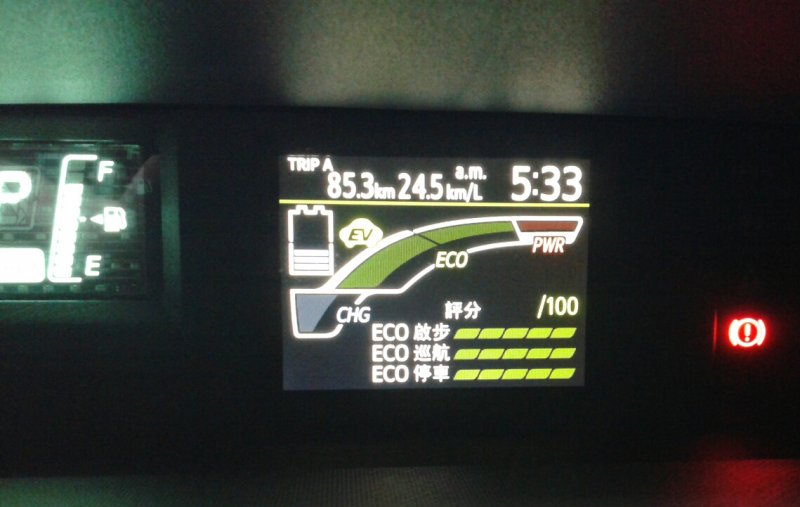 P
F
E
TRIP A
85.3km 24.5km/L
a.m. 5:33
EV
ECO
PWR
CHG
評分 /100
ECO 啟步
ECO 巡航
ECO 停車